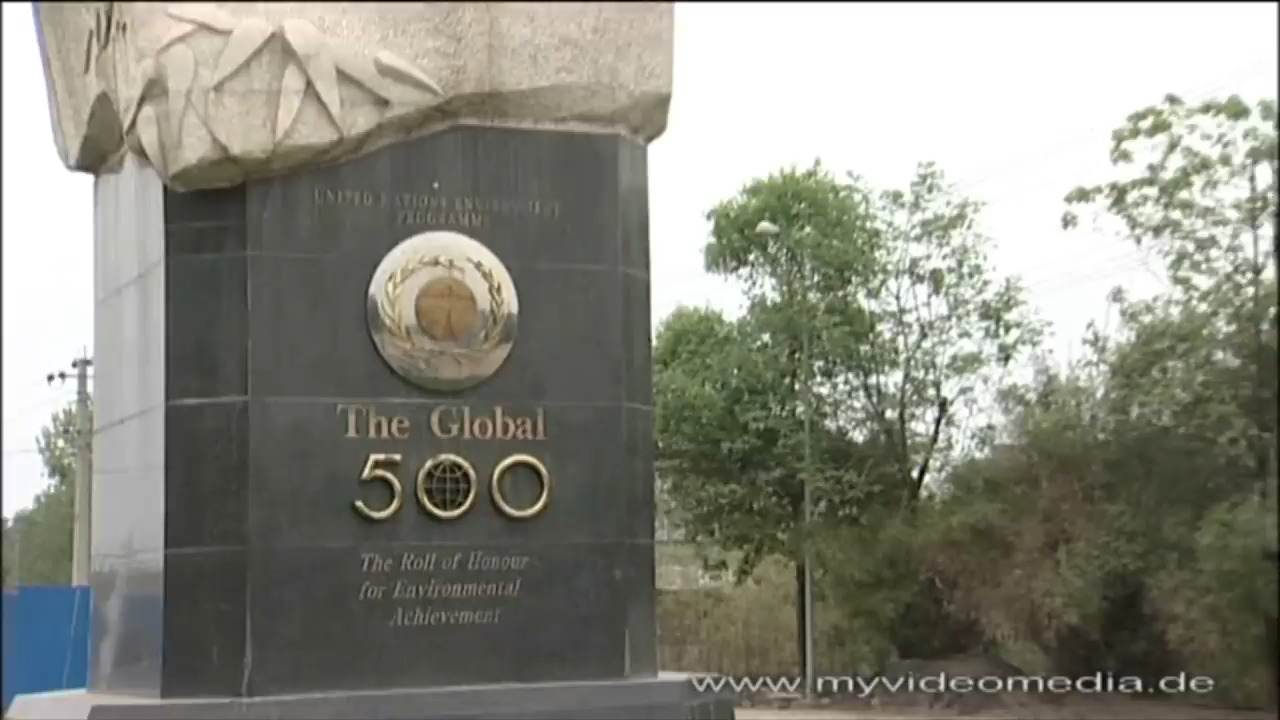 UNITED NATIONS ENVIRONMENT
PROGRAMME
The Global
500
The Roll of Honour
for Environmental
Achievement
www.myvideomedia.de